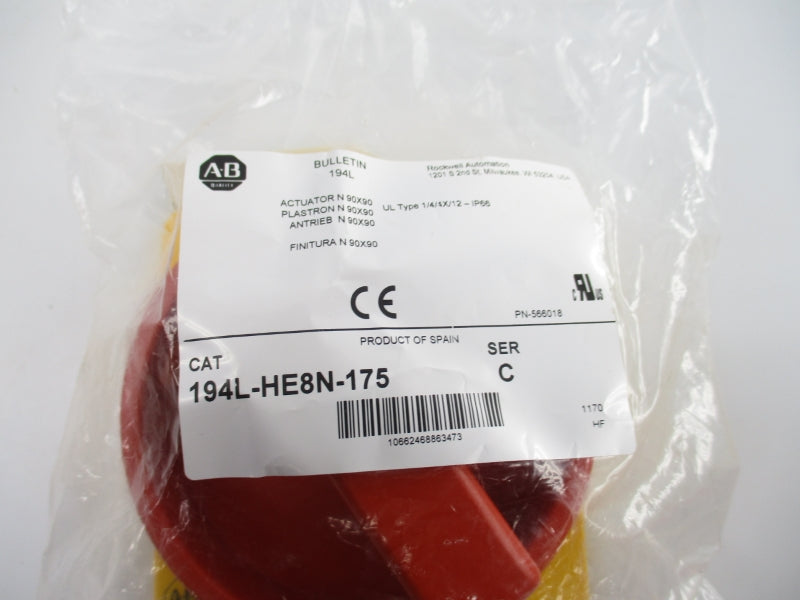 A-B
QUALITY
BULLETIN
194L
Rockwell Automation
1201 S 2nd St, Milwaukee, WI 53204, USA
ACTUATOR N 90X90
PLASTRON N 90X90
ANTRIEB N 90X90
UL Type 1/4/4X/12 - IP66
FINITURA N 90X90
CE
c RU US
PN-566018
PRODUCT OF SPAIN
CAT
194L-HE8N-175
SER
C
10662468863473
1170
HF
A-B